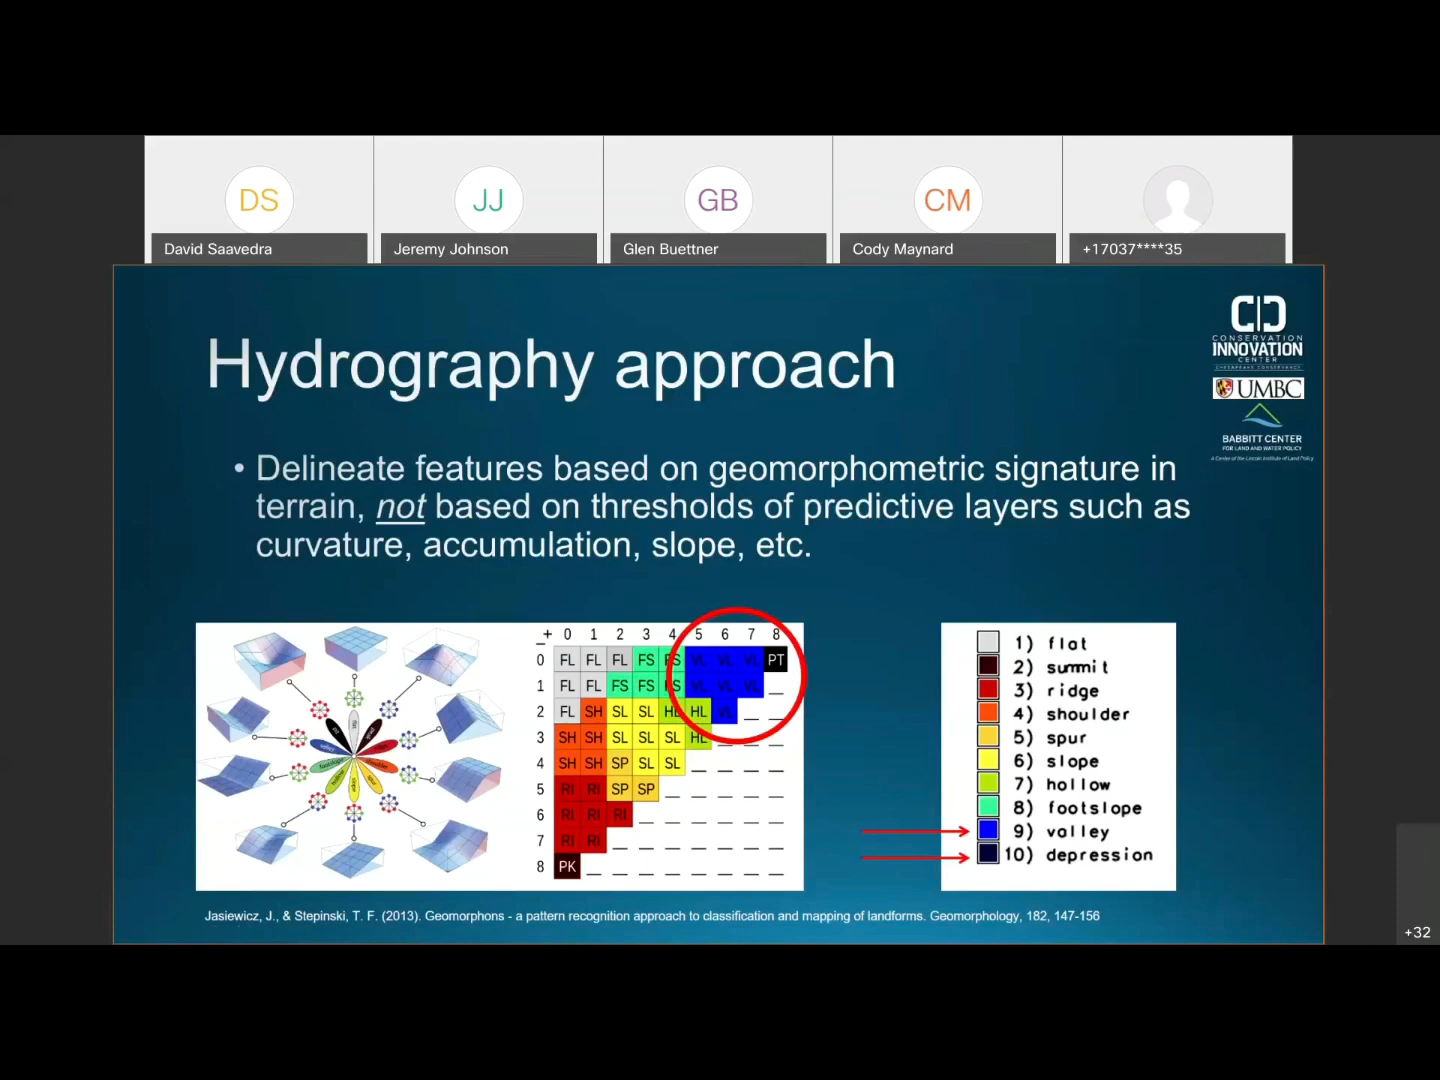 DS
JJ
GB
CM
David Saavedra
Jeremy Johnson
Glen Buettner
Cody Maynard
+17037****35
CONSERVATION
INNOVATION
CENTER
CHESAPEAKE CONSERVANCY
UMBC
BABBITT CENTER
FOR LAND AND WATER POLICY
A Center of the Lincoln Institute of Land Policy
Hydrography approach
• Delineate features based on geomorphometric signature in
terrain, not based on thresholds of predictive layers such as
curvature, accumulation, slope, etc.
+ 0 1 2 3 4 5 6 7 8
0 FL FL FL FS FS VL VL VL PT
1 FL FL FS FS FS VL VL VL _
2 FL SH SL SL HL HL VL _ _
3 SH SH SL SL SL HL _ _ _
4 SH SH SP SL SL _ _ _ _
5 RI RI SP SP _ _ _ _ _
6 RI RI RI _ _ _ _ _ _
7 RI RI _ _ _ _ _ _ _
8 PK _ _ _ _ _ _ _ _
1) flat
2) summit
3) ridge
4) shoulder
5) spur
6) slope
7) hollow
8) footslope
9) valley
10) depression
Jasiewicz, J., & Stepinski, T. F. (2013). Geomorphons - a pattern recognition approach to classification and mapping of landforms. Geomorphology, 182, 147-156
+32